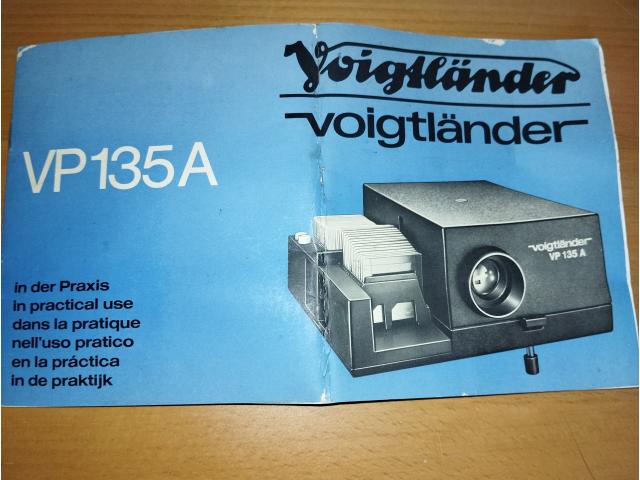 VP135A
in der Praxis
in practical use
dans la pratique
nell'uso pratico
en la práctica
in de praktijk
Voigtländer
voigtländer
voigtländer
VP 135 A